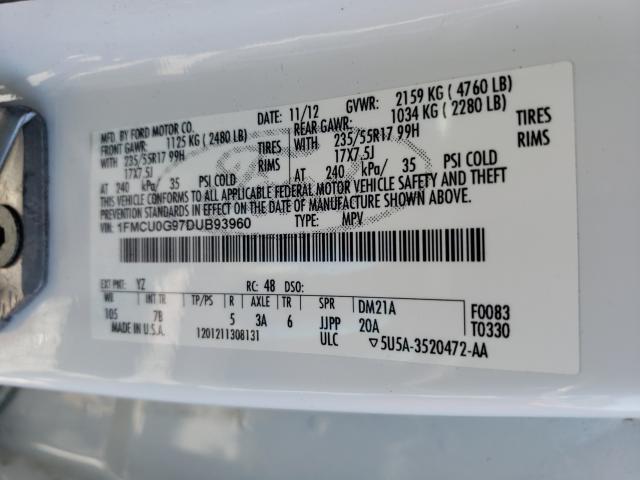 MFD. BY FORD MOTOR CO.
DATE: 11/12 GVWR: 2159 KG ( 4760 LB)
FRONT GAWR: 1125 KG ( 2480 LB) REAR GAWR: 1034 KG ( 2280 LB)
WITH 235/55R17 99H TIRES WITH 235/55R17 99H TIRES
17X7.5J RIMS 17X7.5J RIMS
AT 240 kPa/ 35 PSI COLD AT 240 kPa/ 35 PSI COLD
THIS VEHICLE CONFORMS TO ALL APPLICABLE FEDERAL MOTOR VEHICLE SAFETY AND THEFT
PREVENTION STANDARDS IN EFFECT ON THE DATE OF MANUFACTURE SHOWN ABOVE.
VIN: 1FMCU0G97DUB93960 TYPE: MPV
EXT PNT: YZ RC: 48 DSO:
WB INT TR TP/PS R AXLE TR SPR DM21A F0083
105 7B 5 3A 6 JJPP 20A T0330
MADE IN U.S.A. 1201211308131 ULC 5U5A-3520472-AA